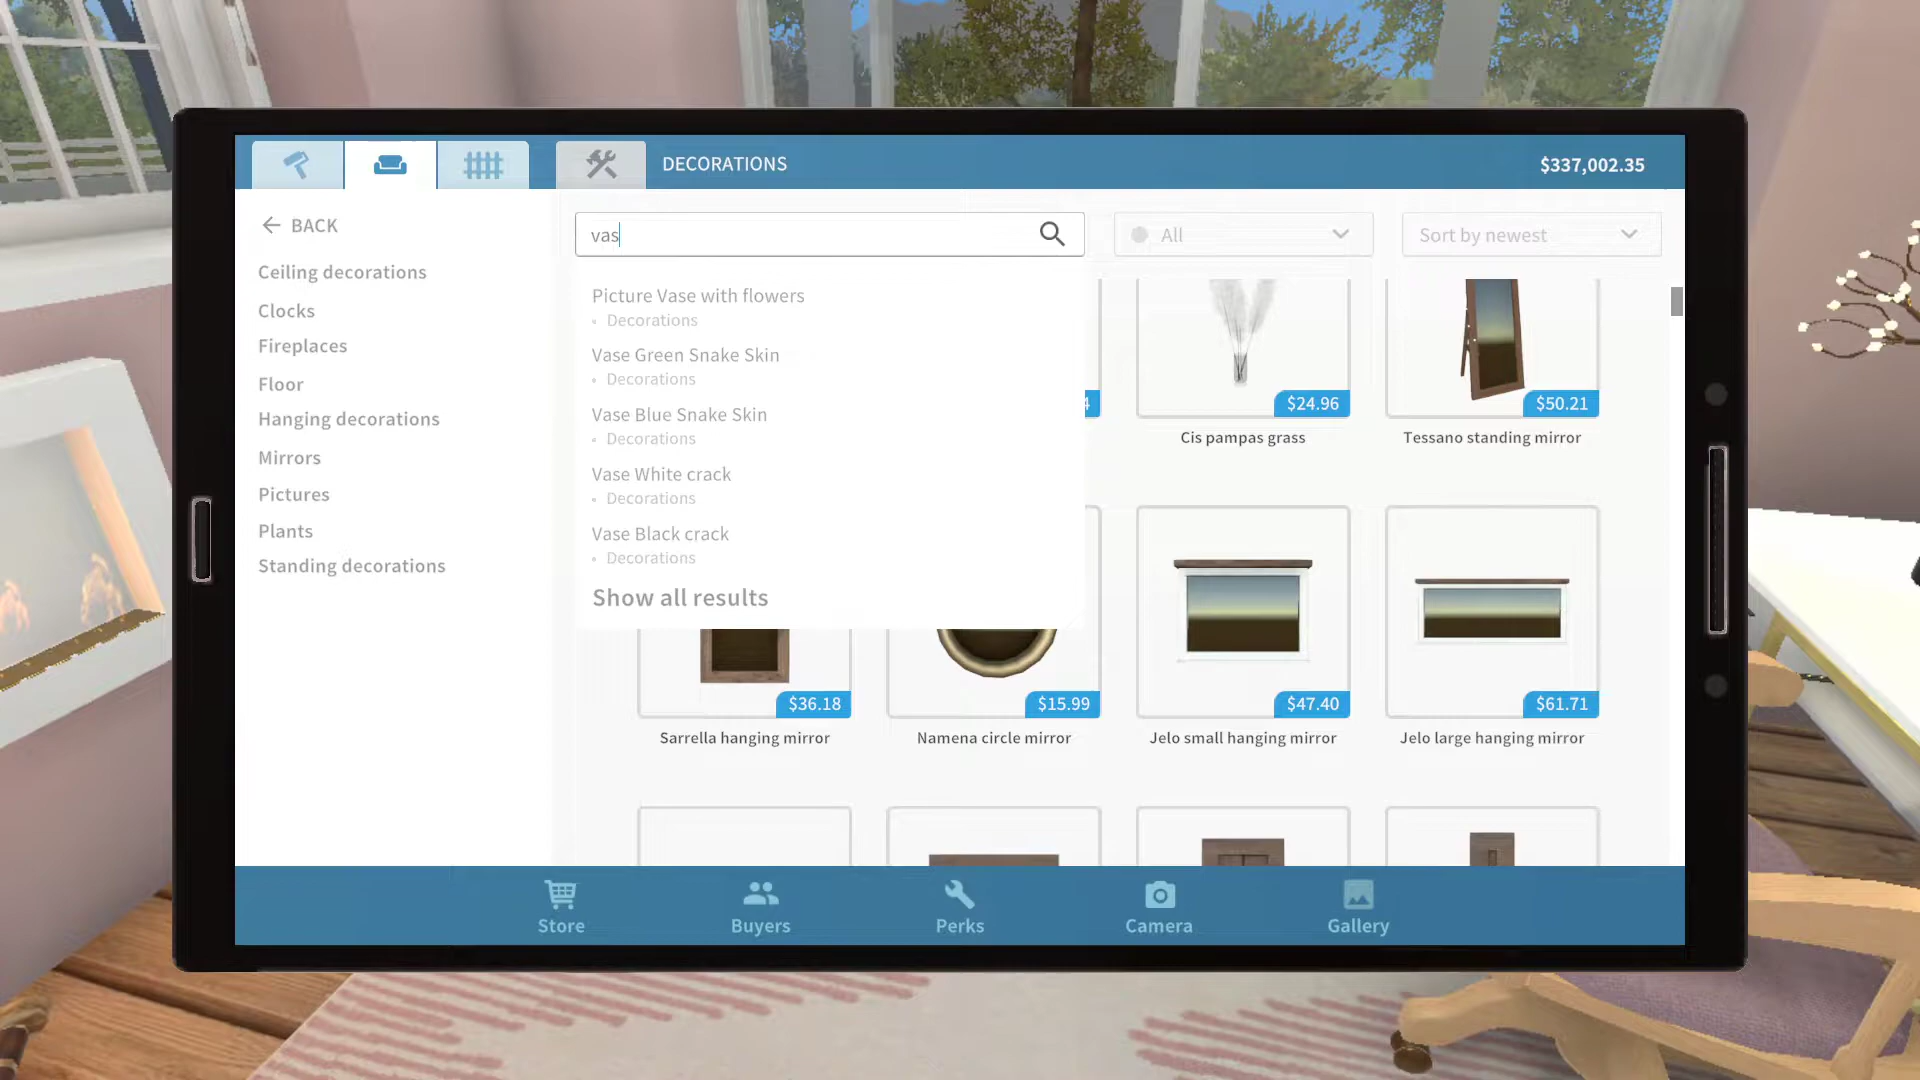 DECORATIONS
$337,002.35
BACK
vas
All
Sort by newest
Ceiling decorations
Clocks
Fireplaces
Floor
Hanging decorations
Mirrors
Pictures
Plants
Standing decorations
Picture Vase with flowers
• Decorations
Vase Green Snake Skin
• Decorations
Vase Blue Snake Skin
• Decorations
Vase White crack
• Decorations
Vase Black crack
• Decorations
Show all results
4
$24.96
$50.21
Cis pampas grass
Tessano standing mirror
$36.18
$15.99
$47.40
$61.71
Sarrella hanging mirror
Namena circle mirror
Jelo small hanging mirror
Jelo large hanging mirror
Store
Buyers
Perks
Camera
Gallery